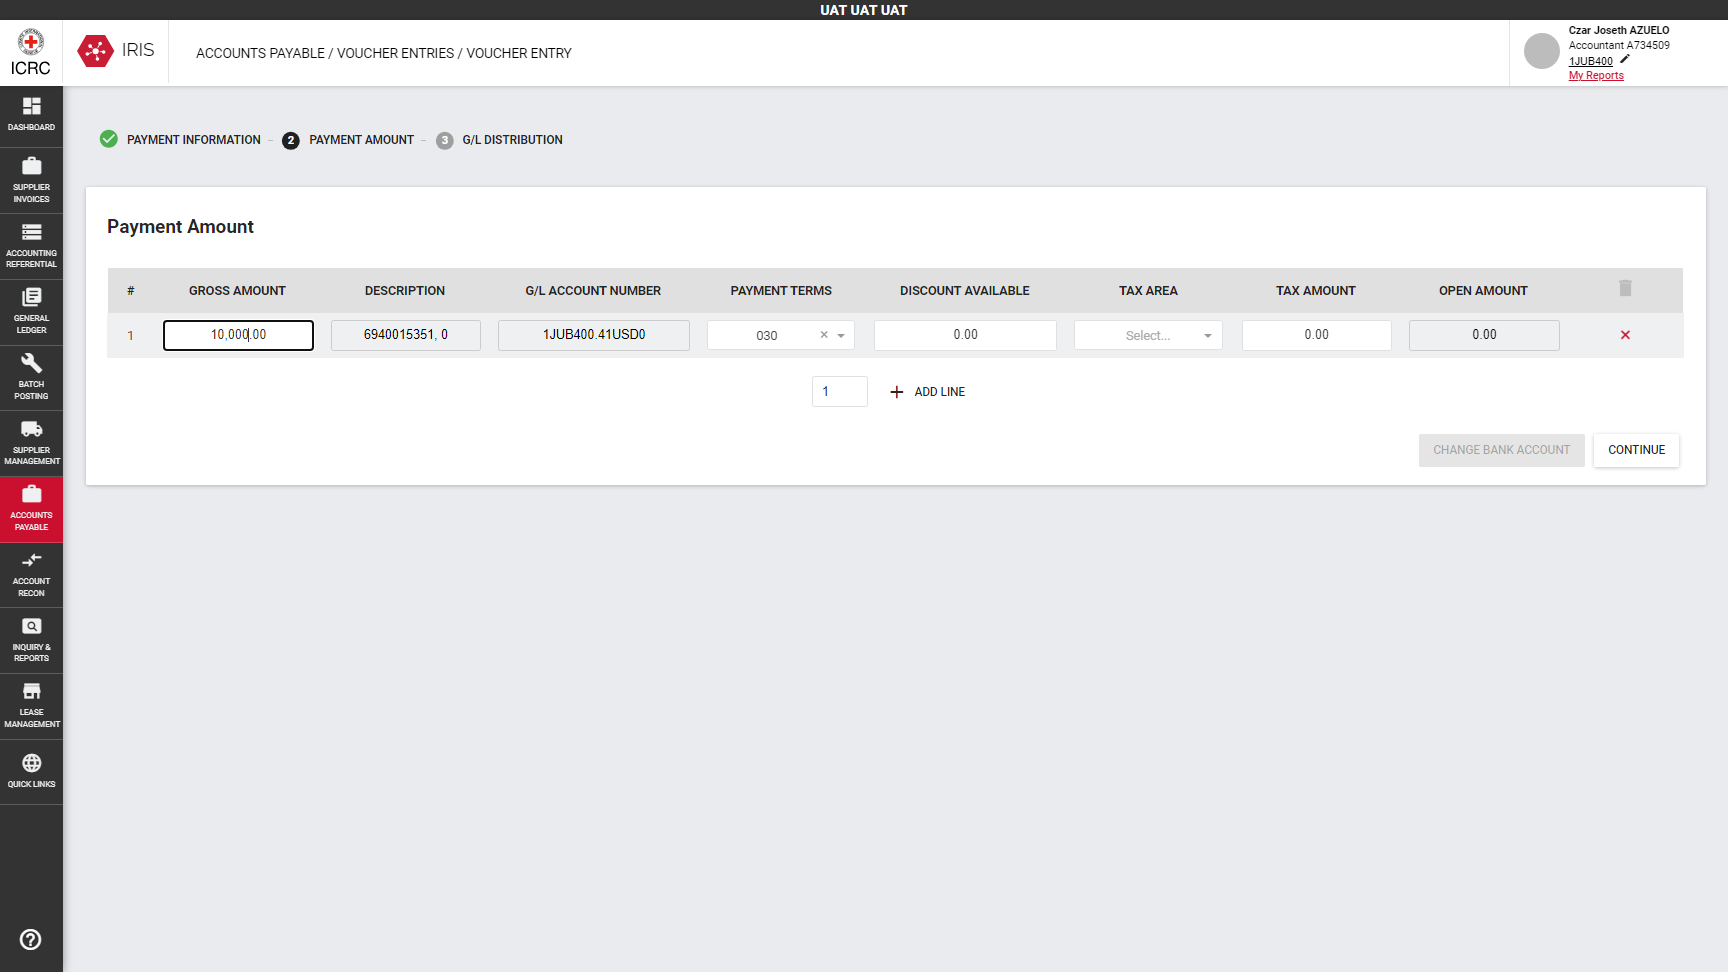 UAT UAT UAT
ICRC
IRIS
ACCOUNTS PAYABLE / VOUCHER ENTRIES / VOUCHER ENTRY
Czar Joseth AZUELO
Accountant A734509
1JUB400
My Reports
DASHBOARD
SUPPLIER
INVOICES
ACCOUNTING
REFERENTIAL
GENERAL
LEDGER
BATCH
POSTING
SUPPLIER
MANAGEMENT
ACCOUNTS
PAYABLE
ACCOUNT
RECON
INQUIRY &
REPORTS
LEASE
MANAGEMENT
QUICK LINKS
PAYMENT INFORMATION – 2 PAYMENT AMOUNT – 3 G/L DISTRIBUTION
Payment Amount
# GROSS AMOUNT DESCRIPTION G/L ACCOUNT NUMBER PAYMENT TERMS DISCOUNT AVAILABLE TAX AREA TAX AMOUNT OPEN AMOUNT
1 10,000.00 6940015351, 0 1JUB400.41USD0 030 0.00 Select... 0.00 0.00
1 ADD LINE
CHANGE BANK ACCOUNT CONTINUE